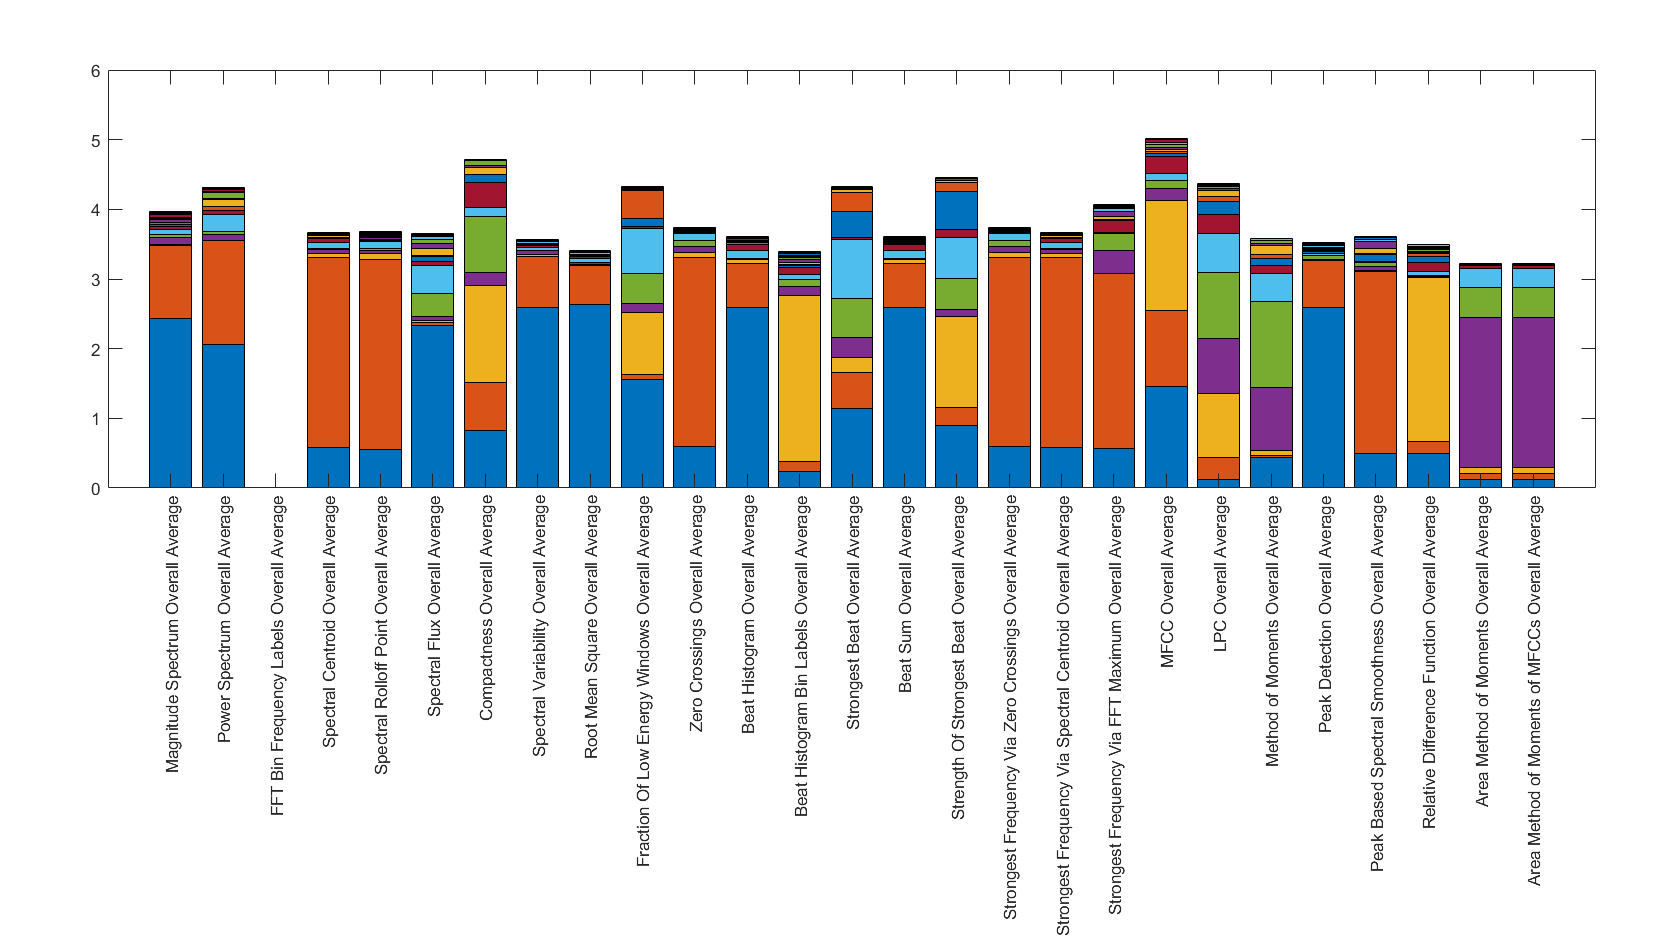 6
5
4
3
2
1
0
Magnitude Spectrum Overall Average
Power Spectrum Overall Average
FFT Bin Frequency Labels Overall Average
Spectral Centroid Overall Average
Spectral Rolloff Point Overall Average
Spectral Flux Overall Average
Compactness Overall Average
Spectral Variability Overall Average
Root Mean Square Overall Average
Fraction Of Low Energy Windows Overall Average
Zero Crossings Overall Average
Beat Histogram Overall Average
Beat Histogram Bin Labels Overall Average
Strongest Beat Overall Average
Beat Sum Overall Average
Strength Of Strongest Beat Overall Average
Strongest Frequency Via Zero Crossings Overall Average
Strongest Frequency Via Spectral Centroid Overall Average
Strongest Frequency Via FFT Maximum Overall Average
MFCC Overall Average
LPC Overall Average
Method of Moments Overall Average
Peak Detection Overall Average
Peak Based Spectral Smoothness Overall Average
Relative Difference Function Overall Average
Area Method of Moments Overall Average
Area Method of Moments of MFCCs Overall Average